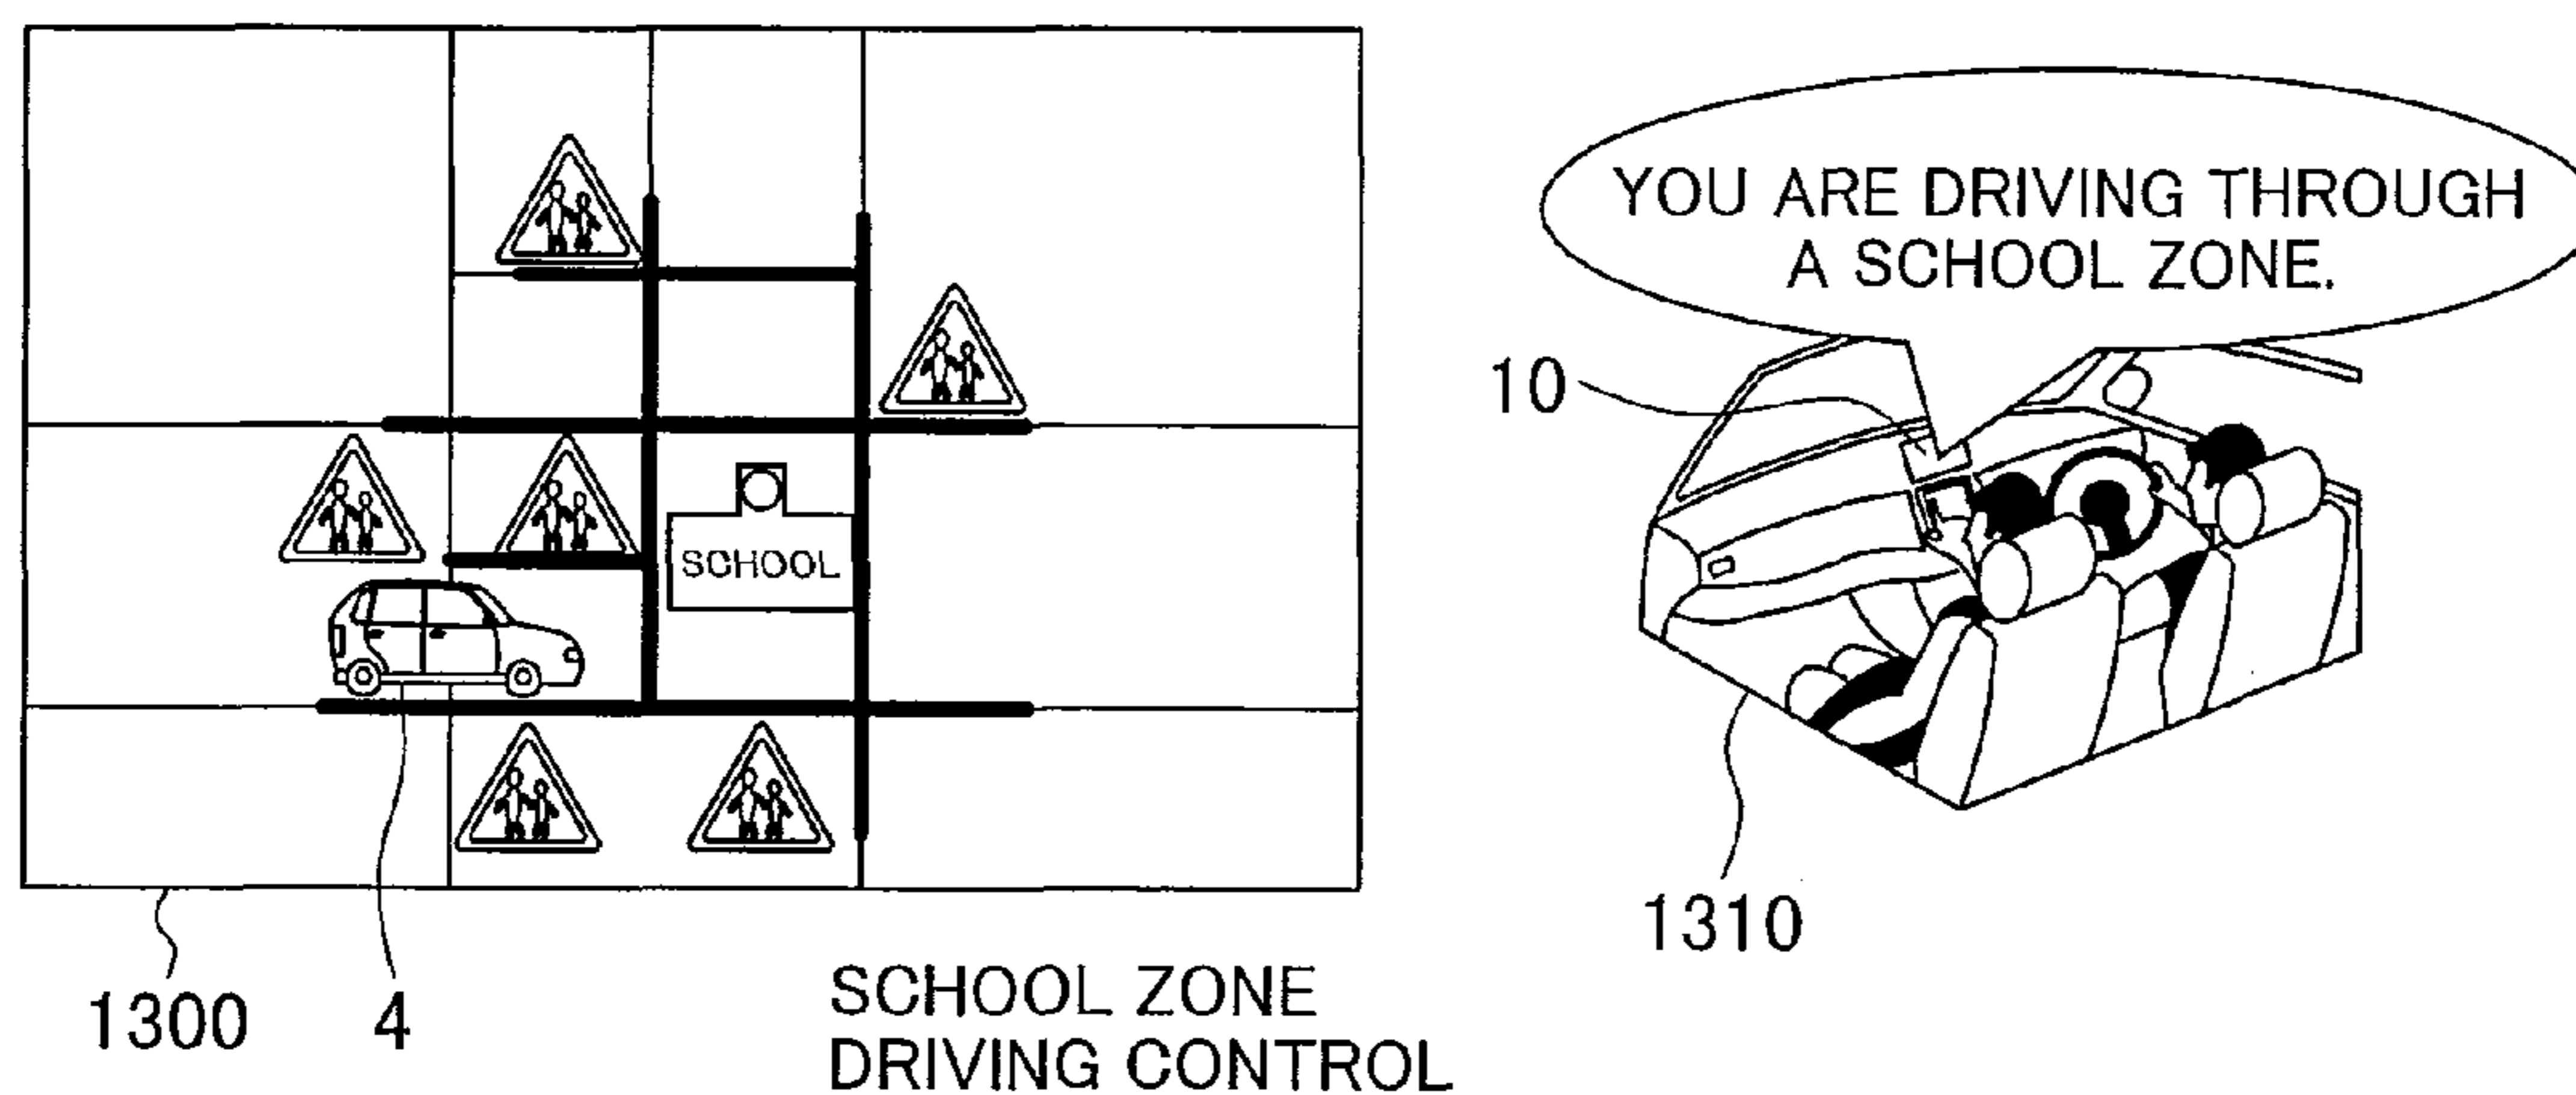 YOU ARE DRIVING THROUGH
A SCHOOL ZONE.
10
SCHOOL
1310
1300
4
SCHOOL ZONE
DRIVING CONTROL